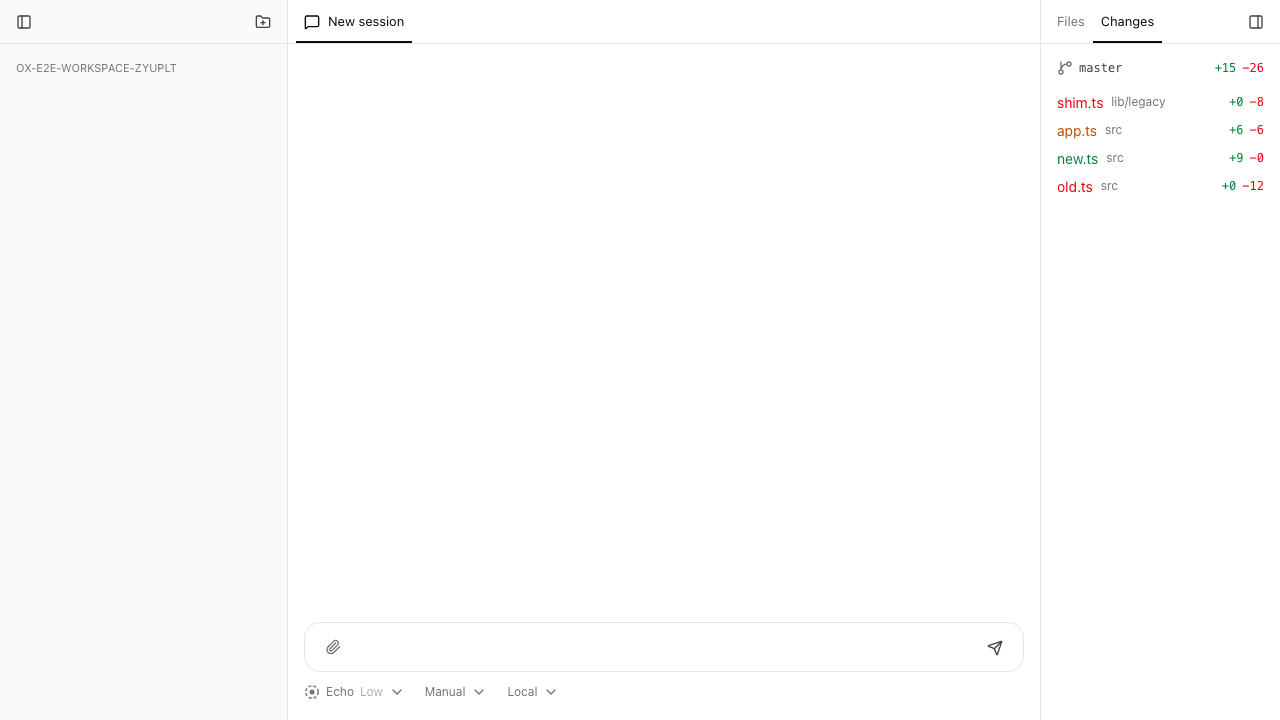 New session
Files Changes
OX-E2E-WORKSPACE-ZYUPLT
master +15 −26
shim.ts lib/legacy +0 −8
app.ts src +6 −6
new.ts src +9 −0
old.ts src +0 −12
Echo Low Manual Local